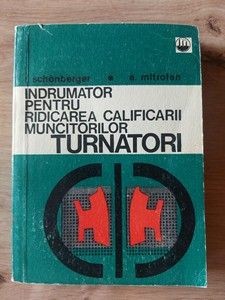 i. schönberger • e. mitrofan
INDRUMATOR
PENTRU
RIDICAREA CALIFICARII
MUNCITORILOR
TURNATORI